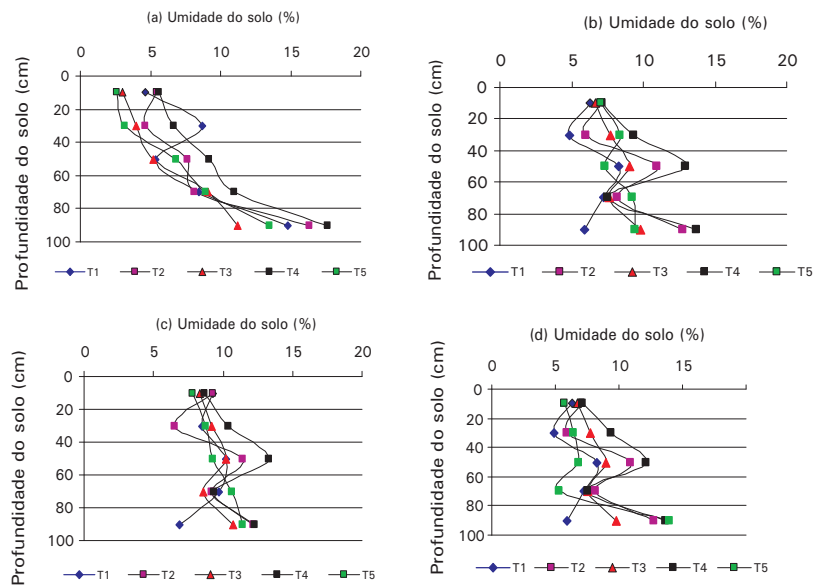 (a) Umidade do solo (%)
0 5 10 15 20
Profundidade do solo (cm)
0
20
40
60
80
100
T1 T2 T3 T4 T5
(b) Umidade do solo (%)
0 5 10 15 20
Profundidade do solo (cm)
0
20
40
60
80
100
T1 T2 T3 T4 T5
(c) Umidade do solo (%)
0 5 10 15 20
Profundidade do solo (cm)
0
20
40
60
80
100
T1 T2 T3 T4 T5
(d) Umidade do solo (%)
0 5 10 15
Profundidade do solo (cm)
0
20
40
60
80
100
T1 T2 T3 T4 T5